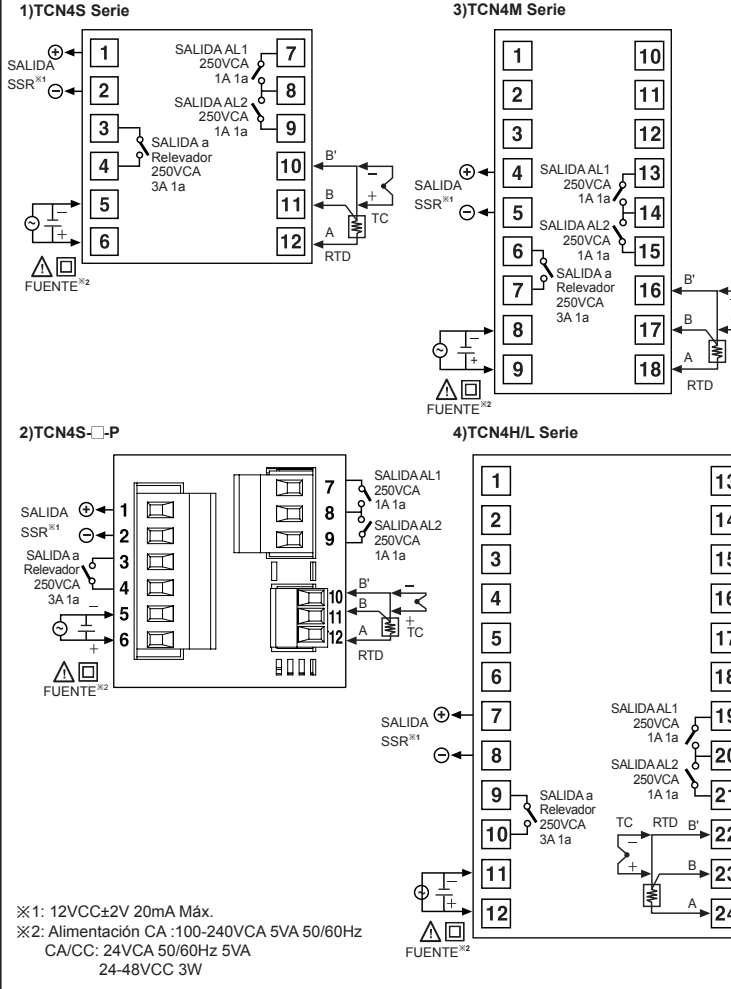 1)TCN4S Serie
SALIDA
SSR※1
1
2
3
4
5
6
SALIDA a
Relevador
250VCA
3A 1a
SALIDA AL1
250VCA
1A 1a
SALIDA AL2
250VCA
1A 1a
7
8
9
10
11
12
B'
B
A
TC
RTD
FUENTE※2
3)TCN4M Serie
1
2
3
4
5
6
7
8
9
SALIDA
SSR※1
SALIDA AL1
250VCA
1A 1a
SALIDA AL2
250VCA
1A 1a
SALIDA a
Relevador
250VCA
3A 1a
10
11
12
13
14
15
16
17
18
B'
B
A
RTD
FUENTE※2
2)TCN4S-□-P
SALIDA
SSR※1
SALIDA a
Relevador
250VCA
3A 1a
1
2
3
4
5
6
7
8
9
SALIDA AL1
250VCA
1A 1a
SALIDA AL2
250VCA
1A 1a
10
11
12
B'
B
A
TC
RTD
FUENTE※2
4)TCN4H/L Serie
1
2
3
4
5
6
7
8
9
10
11
12
SALIDA
SSR※1
SALIDA a
Relevador
250VCA
3A 1a
SALIDA AL1
250VCA
1A 1a
SALIDA AL2
250VCA
1A 1a
TC
RTD
B'
B
A
13
14
15
16
17
18
19
20
21
22
23
24
FUENTE※2
※1: 12VCC±2V 20mA Máx.
※2: Alimentación CA :100-240VCA 5VA 50/60Hz
CA/CC: 24VCA 50/60Hz 5VA
24-48VCC 3W